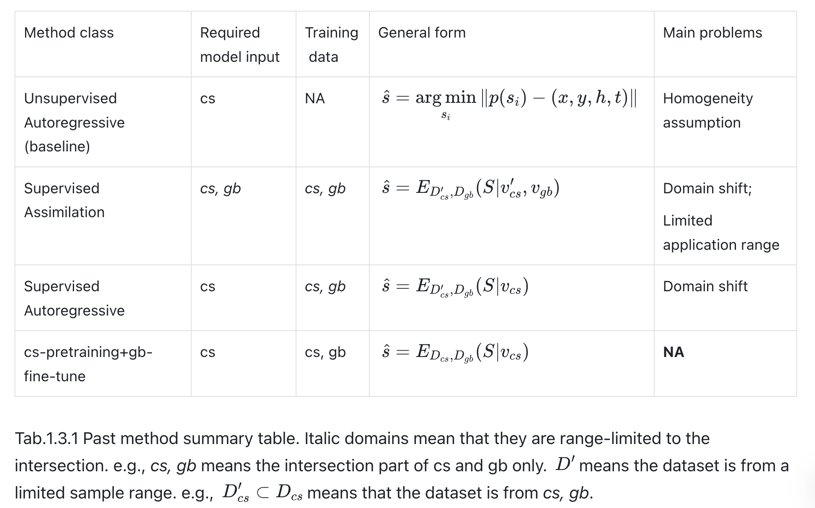 Method class Required model input Training data General form Main problems
Unsupervised Autoregressive (baseline) cs NA ŝ = arg min_{s_i} ||p(s_i) − (x, y, h, t)|| Homogeneity assumption
Supervised Assimilation cs, gb cs, gb ŝ = E_{D'_{cs}, D_{gb}}(S|v'_{cs}, v_{gb}) Domain shift; Limited application range
Supervised Autoregressive cs cs, gb ŝ = E_{D'_{cs}, D_{gb}}(S|v_{cs}) Domain shift
cs-pretraining+gb-fine-tune cs cs, gb ŝ = E_{D_{cs}, D_{gb}}(S|v_{cs}) NA
Tab.1.3.1 Past method summary table. Italic domains mean that they are range-limited to the
intersection. e.g., cs, gb means the intersection part of cs and gb only. D' means the dataset is from a
limited sample range. e.g., D'_{cs} ⊂ D_{cs} means that the dataset is from cs, gb.